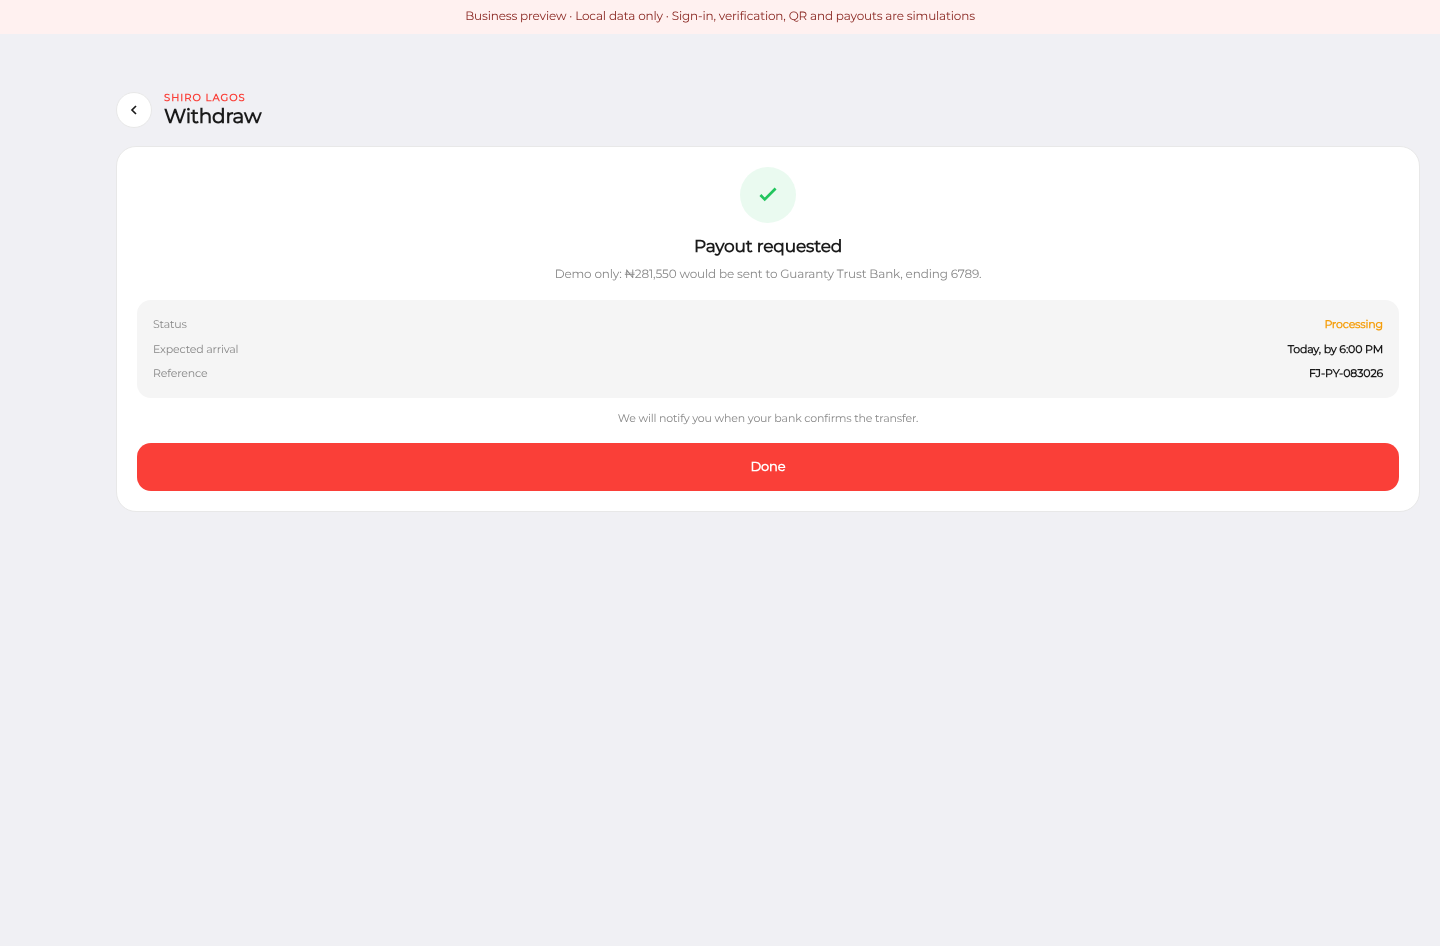 Business preview · Local data only · Sign-in, verification, QR and payouts are simulations
SHIRO LAGOS
Withdraw
Payout requested
Demo only: ₦281,550 would be sent to Guaranty Trust Bank, ending 6789.
Status Processing
Expected arrival Today, by 6:00 PM
Reference FJ-PY-083026
We will notify you when your bank confirms the transfer.
Done